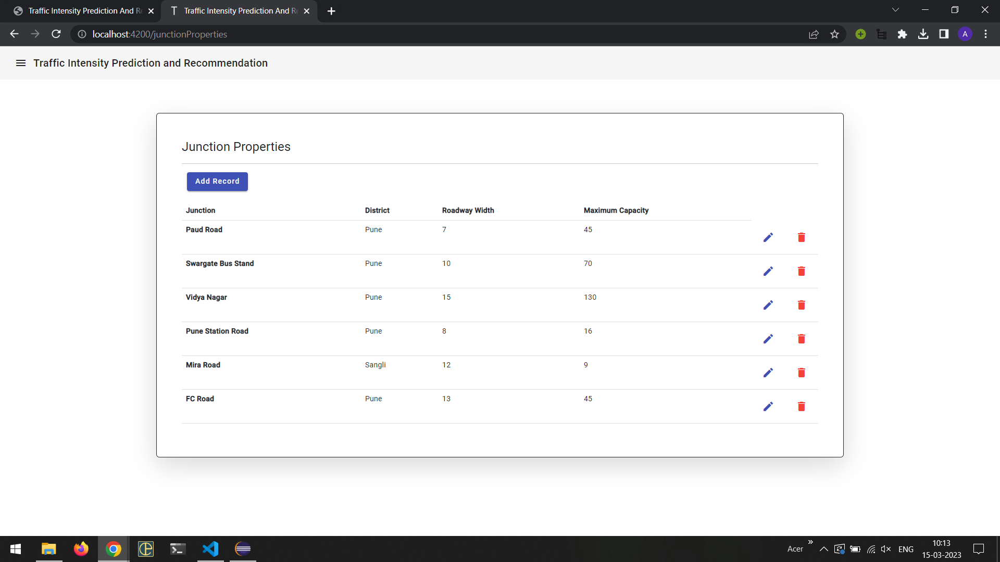 Traffic Intensity Prediction And Re
T Traffic Intensity Prediction And Re
localhost:4200/junctionProperties
A
Traffic Intensity Prediction and Recommendation
Junction Properties
Add Record
Junction District Roadway Width Maximum Capacity
Paud Road Pune 7 45
Swargate Bus Stand Pune 10 70
Vidya Nagar Pune 15 130
Pune Station Road Pune 8 16
Mira Road Sangli 12 9
FC Road Pune 13 45
Acer
ENG
10:13
15-03-2023